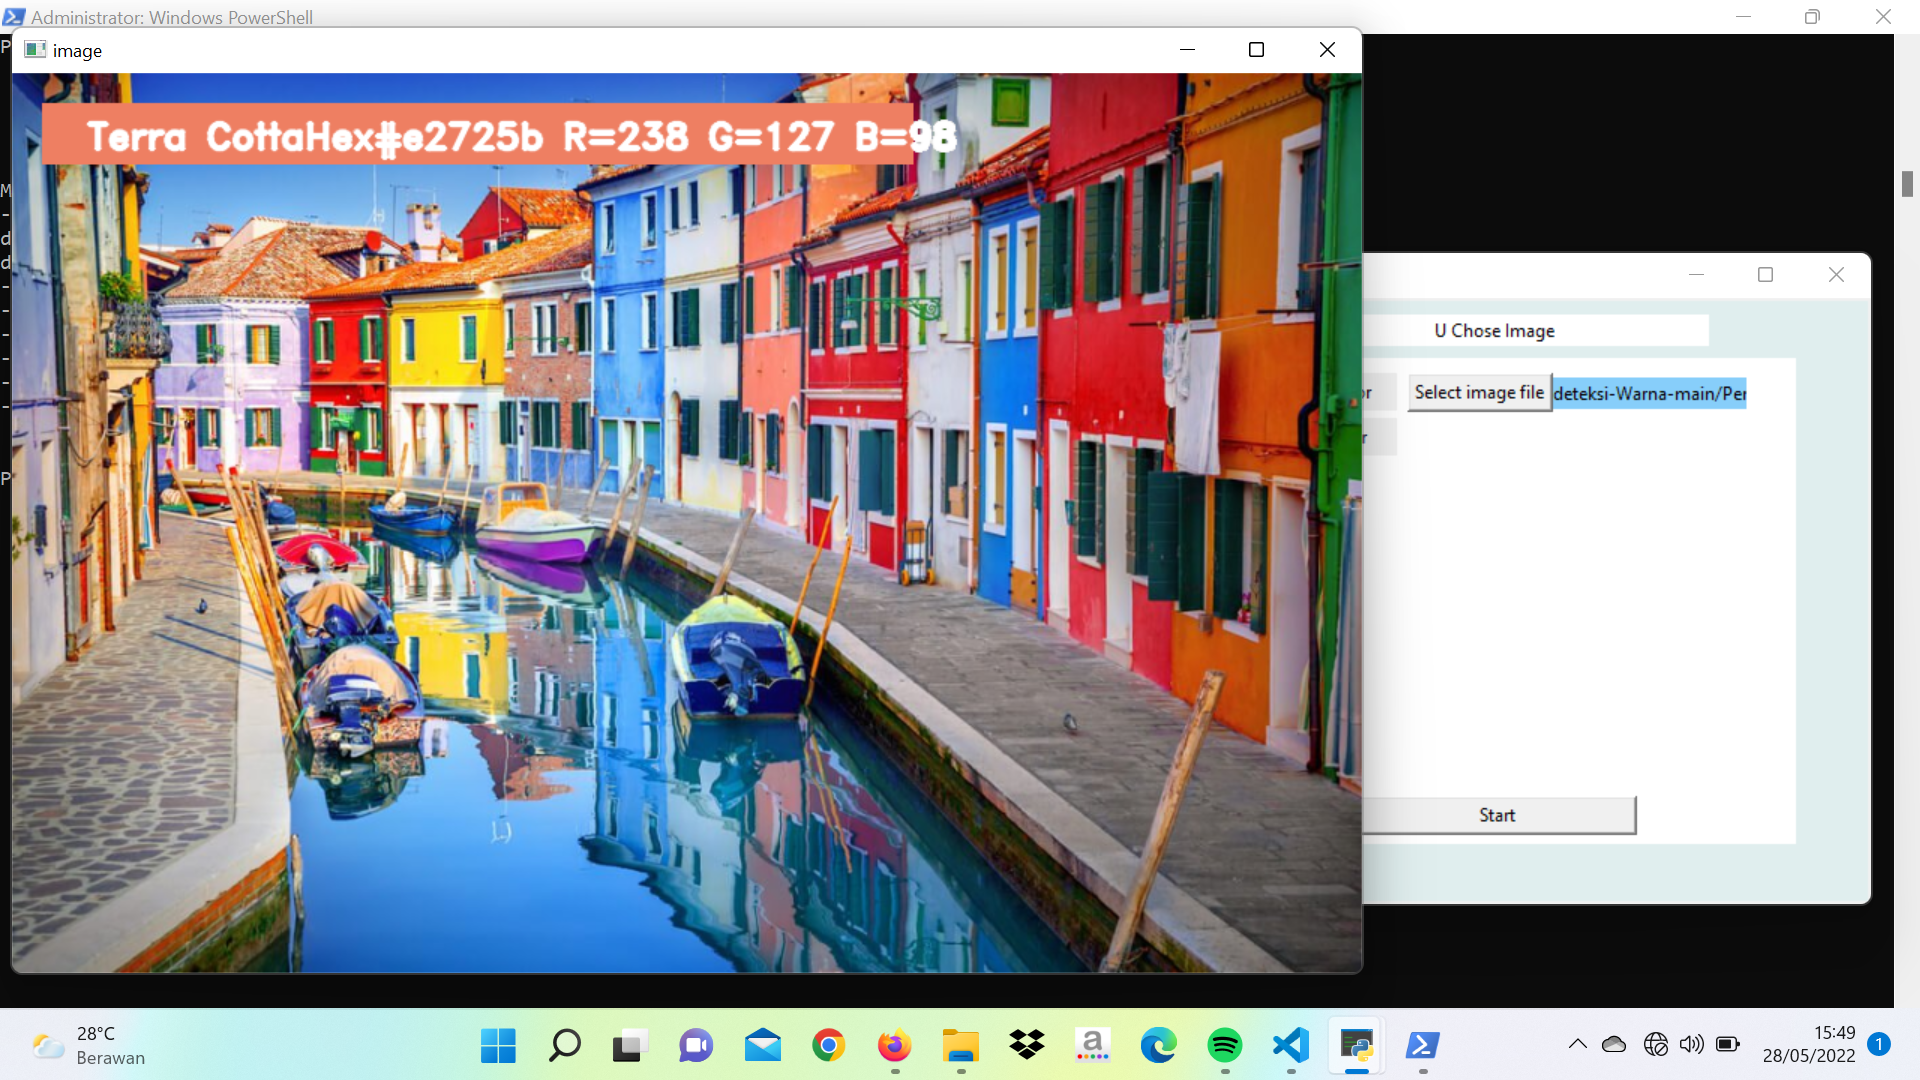 Administrator: Windows PowerShell
image
Terra CottaHex#e2725b R=238 G=127 B=98
U Chose Image
Select image file
deteksi-Warna-main/Per
Start
28°C
Berawan
a
15:49
28/05/2022
1